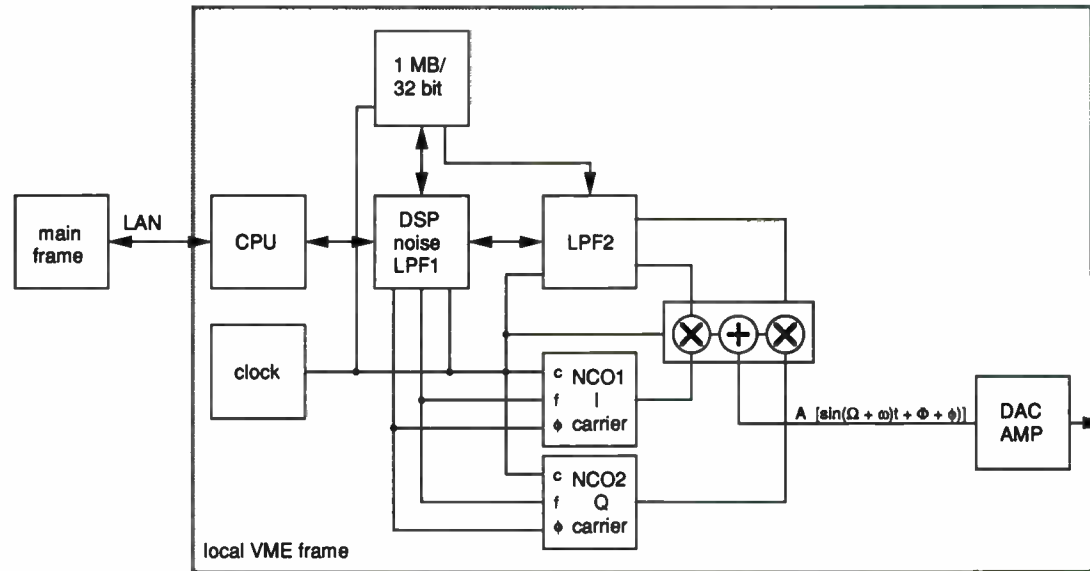 1 MB/
32 bit
main
frame
LAN
CPU
DSP
noise
LPF1
LPF2
clock
c NCO1
f I
ϕ carrier
c NCO2
f Q
ϕ carrier
A [sin(Ω + ω)t + Φ + ϕ)]
DAC
AMP
local VME frame